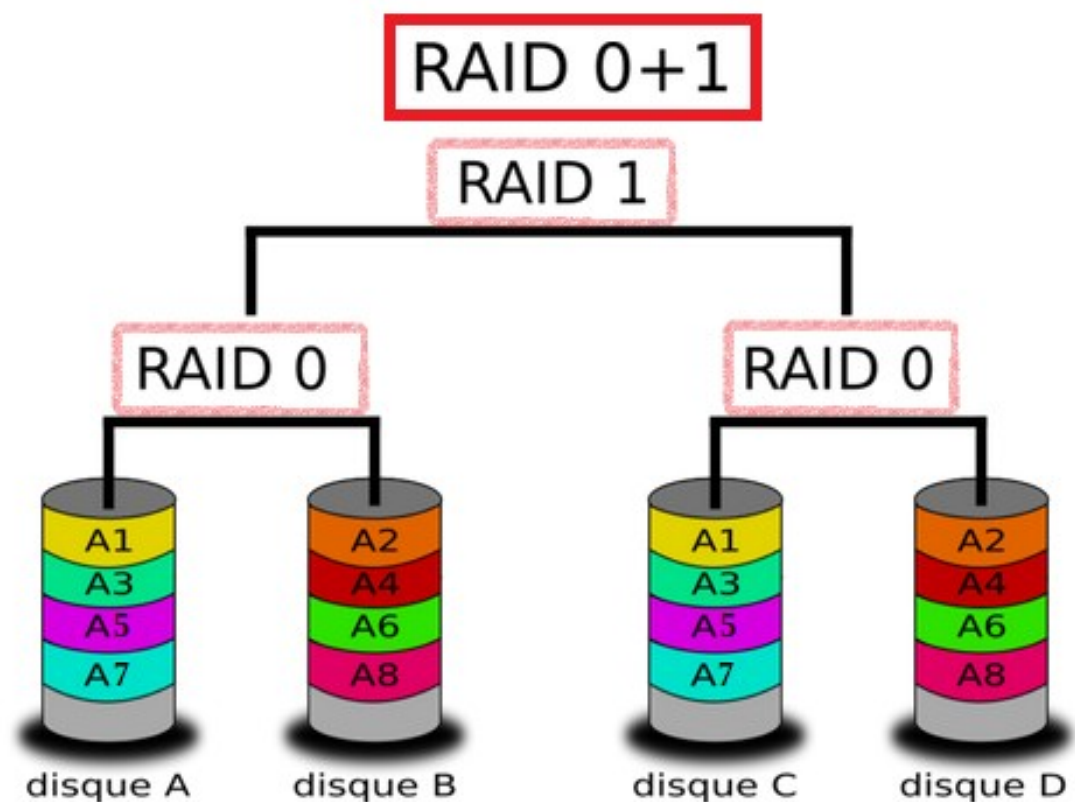 RAID 0+1
RAID 1
RAID 0 RAID 0
A1 A2 A1 A2
A3 A4 A3 A4
A5 A6 A5 A6
A7 A8 A7 A8
disque A disque B disque C disque D